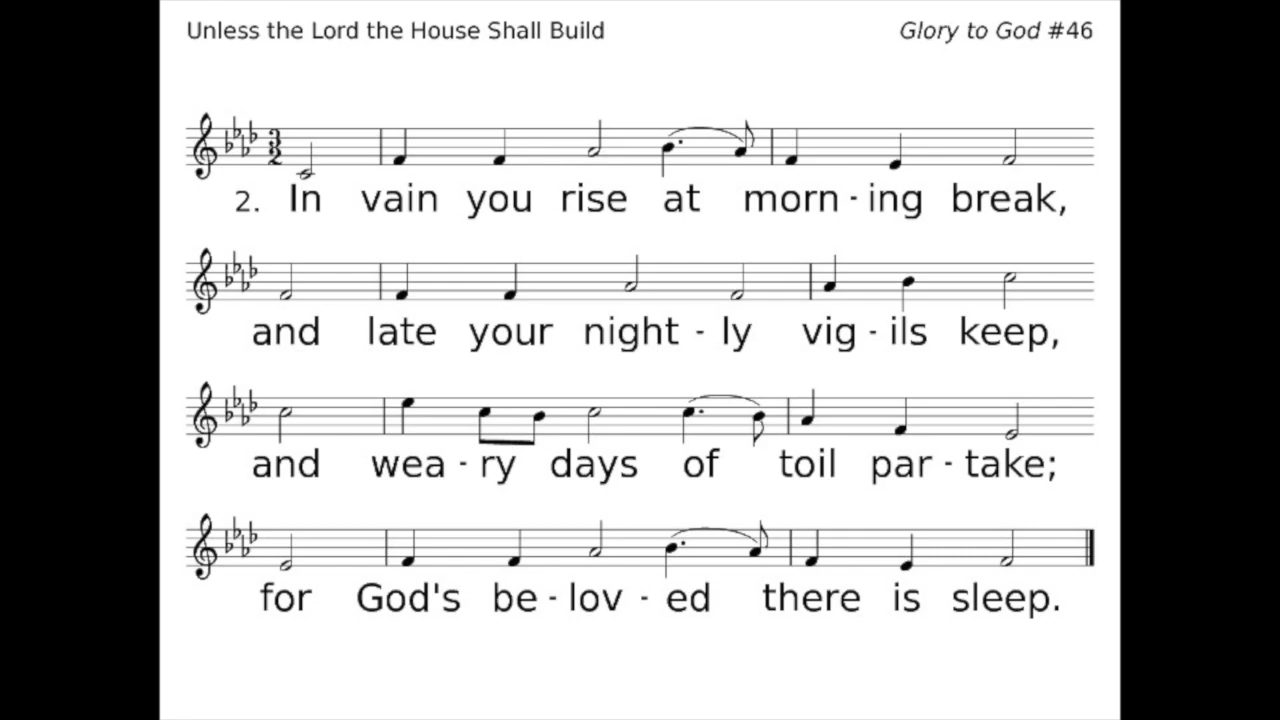 Unless the Lord the House Shall Build
Glory to God #46
3
2
2. In vain you rise at morn - ing break,
and late your night - ly vig - ils keep,
and wea - ry days of toil par - take;
for God's be - lov - ed there is sleep.